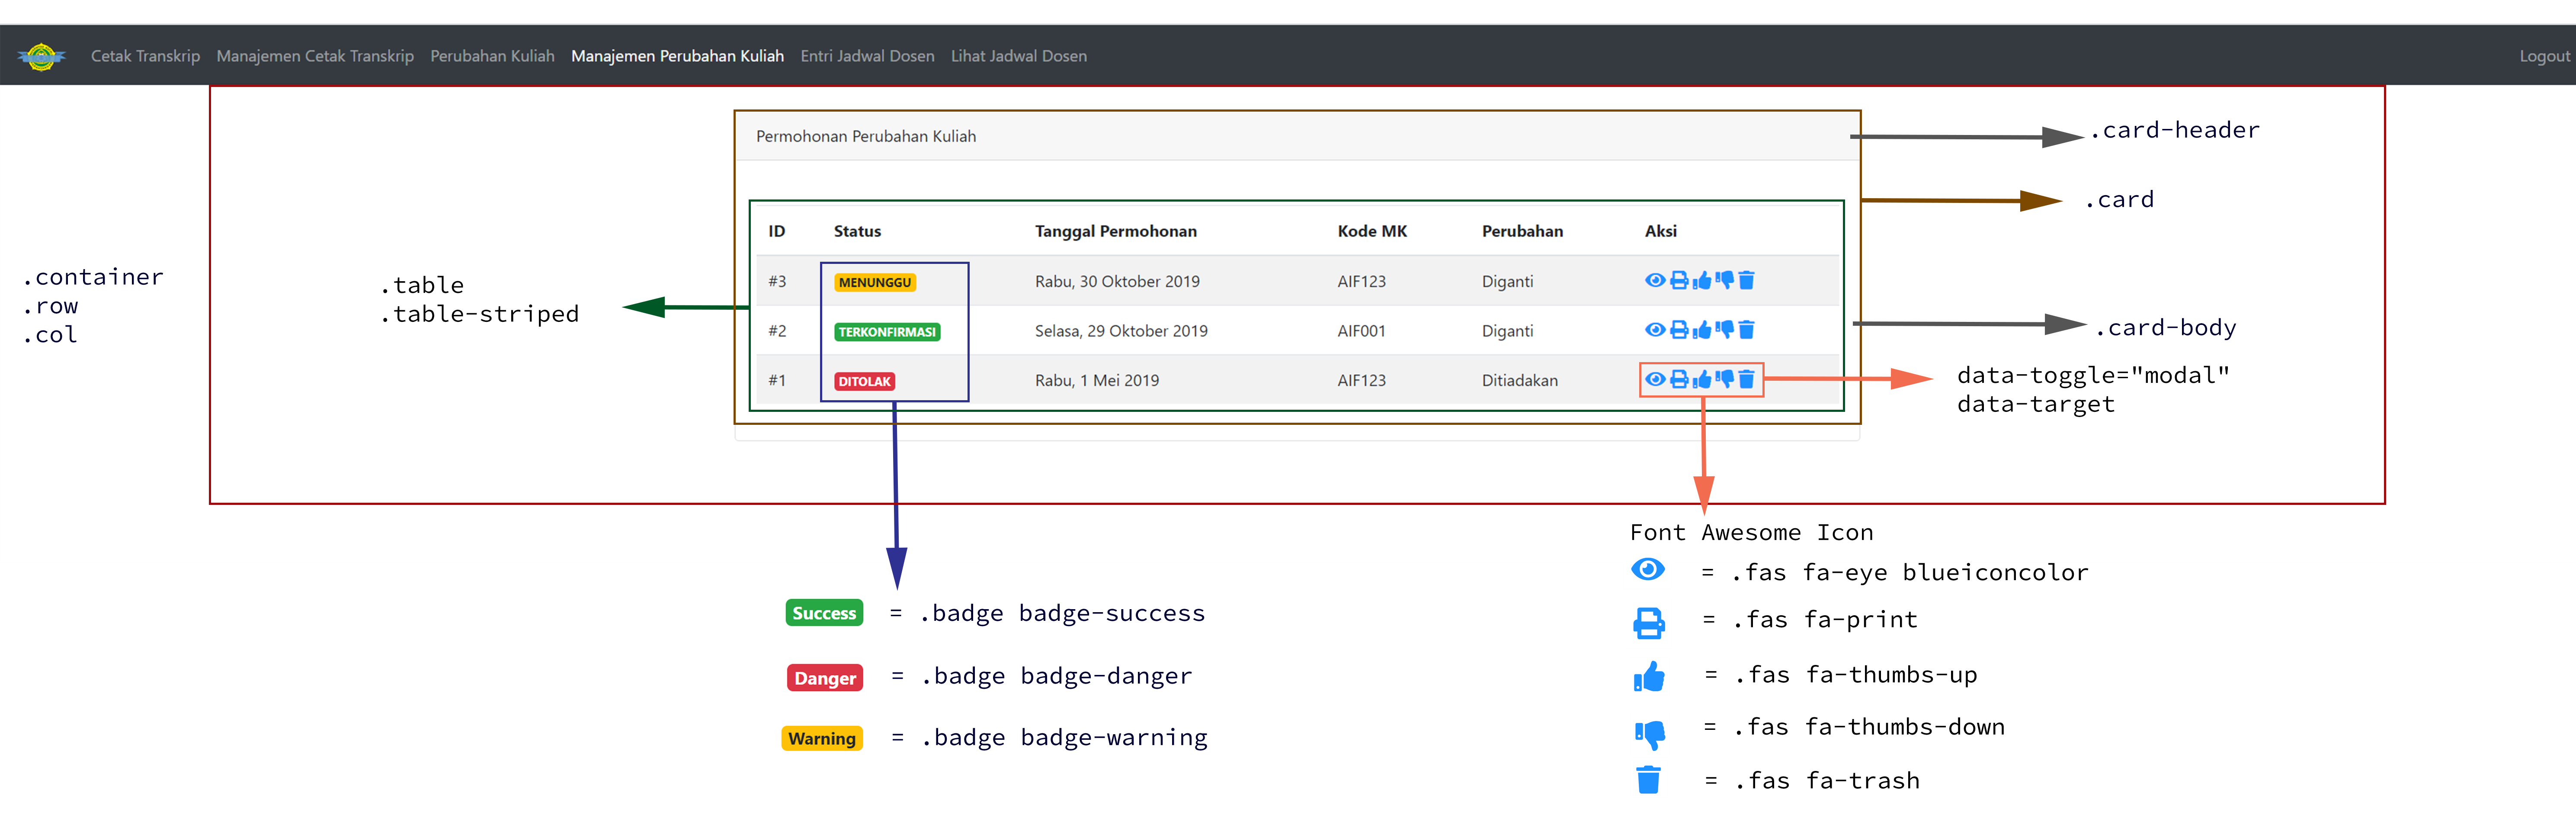 Cetak Transkrip Manajemen Cetak Transkrip Perubahan Kuliah Manajemen Perubahan Kuliah Entri Jadwal Dosen Lihat Jadwal Dosen Logout
Permohonan Perubahan Kuliah
.card-header
.card
ID Status Tanggal Permohonan Kode MK Perubahan Aksi
#3 MENUNGGU Rabu, 30 Oktober 2019 AIF123 Diganti
#2 TERKONFIRMASI Selasa, 29 Oktober 2019 AIF001 Diganti
#1 DITOLAK Rabu, 1 Mei 2019 AIF123 Ditiadakan
.container
.row
.col
.table
.table-striped
.card-body
data-toggle="modal"
data-target
Success = .badge badge-success
Danger = .badge badge-danger
Warning = .badge badge-warning
Font Awesome Icon
= .fas fa-eye blueiconcolor
= .fas fa-print
= .fas fa-thumbs-up
= .fas fa-thumbs-down
= .fas fa-trash